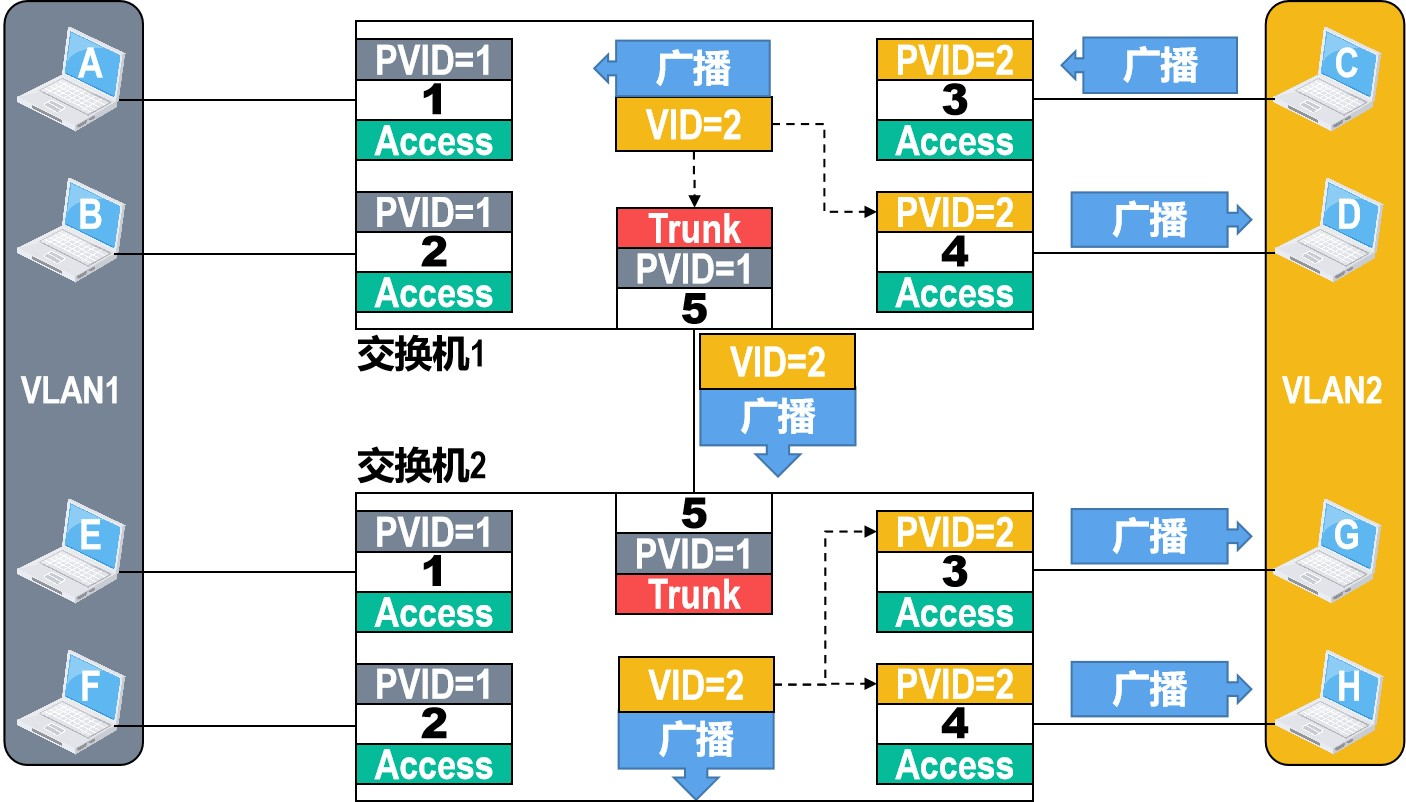 A
PVID=1
1
Access
广播
VID=2
PVID=2
3
Access
广播
C
B
PVID=1
2
Access
Trunk
PVID=1
5
PVID=2
4
Access
广播
D
交换机1
VID=2
广播
VLAN1
VLAN2
交换机2
E
PVID=1
1
Access
5
PVID=1
Trunk
PVID=2
3
Access
广播
G
F
PVID=1
2
Access
VID=2
广播
PVID=2
4
Access
广播
H